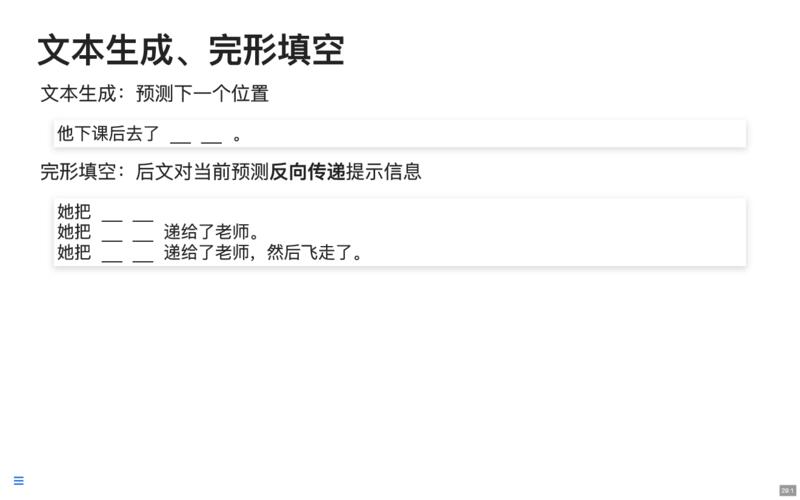 文本生成、完形填空
文本生成：预测下一个位置
他下课后去了 __ __ 。
完形填空：后文对当前预测反向传递提示信息
她把 __ __
她把 __ __ 递给了老师。
她把 __ __ 递给了老师，然后飞走了。
29.1